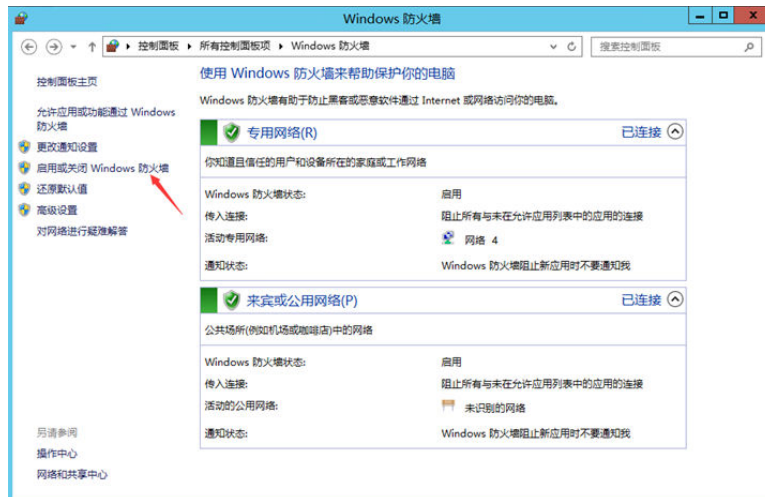 Windows 防火墙
控制面板 所有控制面板项 Windows 防火墙
搜索控制面板
控制面板主页
允许应用或功能通过 Windows
防火墙
更改通知设置
启用或关闭 Windows 防火墙
还原默认值
高级设置
对网络进行疑难解答
另请参阅
操作中心
网络和共享中心
使用 Windows 防火墙来帮助保护你的电脑
Windows 防火墙有助于防止黑客或恶意软件通过 Internet 或网络访问你的电脑。
专用网络(R) 已连接
你知道且信任的用户和设备所在的家庭或工作网络
Windows 防火墙状态: 启用
传入连接: 阻止所有与未在允许应用列表中的应用的连接
活动专用网络: 网络 4
通知状态: Windows 防火墙阻止新应用时不要通知我
来宾或公用网络(P) 已连接
公共场所(例如机场或咖啡店)中的网络
Windows 防火墙状态: 启用
传入连接: 阻止所有与未在允许应用列表中的应用的连接
活动的公用网络: 未识别的网络
通知状态: Windows 防火墙阻止新应用时不要通知我